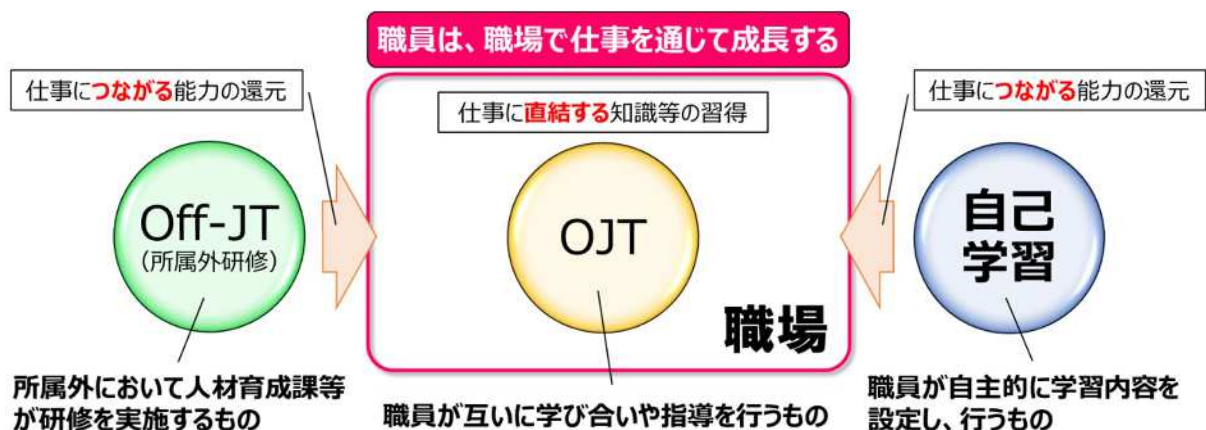 職員は、職場で仕事を通じて成長する
仕事につながる能力の還元
仕事に直結する知識等の習得
仕事につながる能力の還元
Off-JT
（所属外研修）
OJT
自己
学習
職場
所属外において人材育成課等
が研修を実施するもの
職員が互いに学び合いや指導を行うもの
職員が自主的に学習内容を
設定し、行うもの